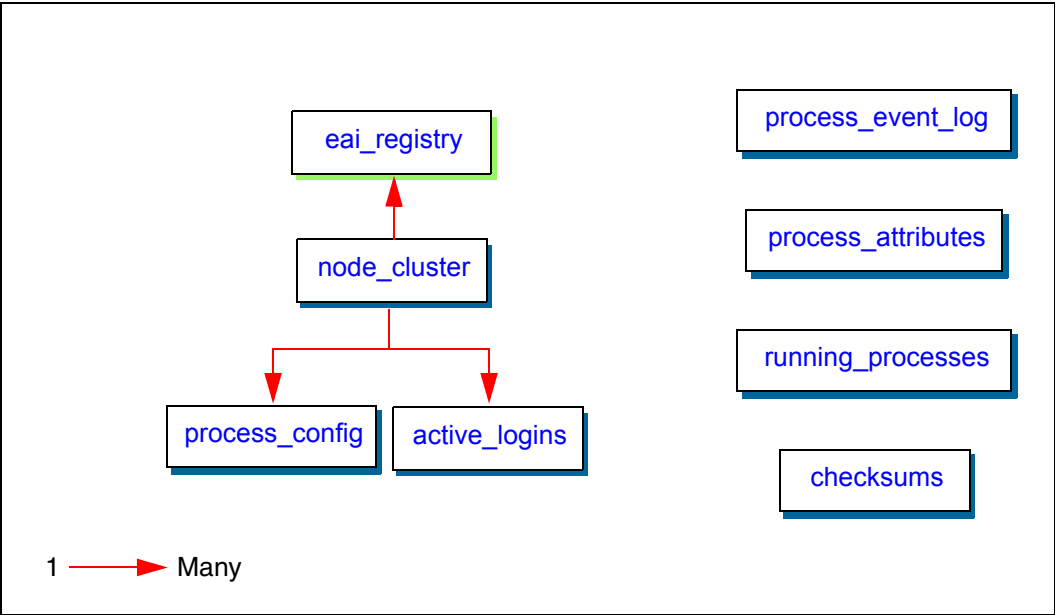 eai_registry
node_cluster
process_config
active_logins
process_event_log
process_attributes
running_processes
checksums
1 Many